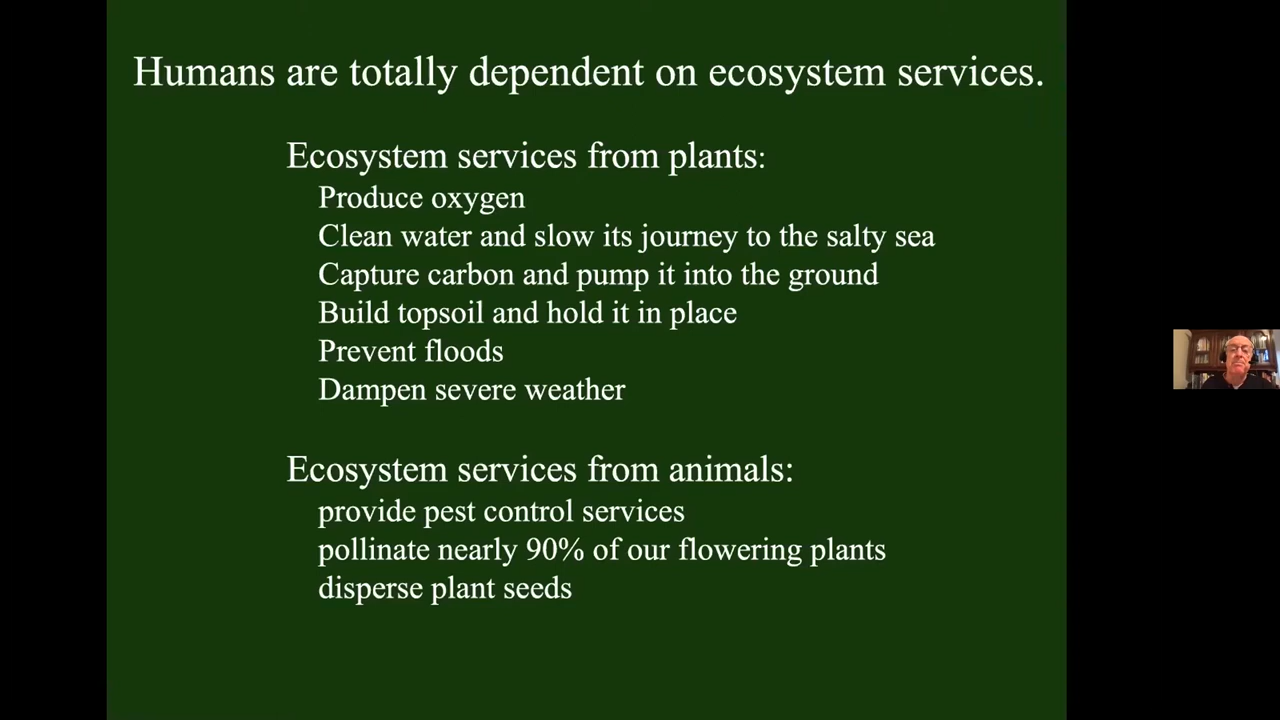 Humans are totally dependent on ecosystem services.
Ecosystem services from plants:
Produce oxygen
Clean water and slow its journey to the salty sea
Capture carbon and pump it into the ground
Build topsoil and hold it in place
Prevent floods
Dampen severe weather
Ecosystem services from animals:
provide pest control services
pollinate nearly 90% of our flowering plants
disperse plant seeds